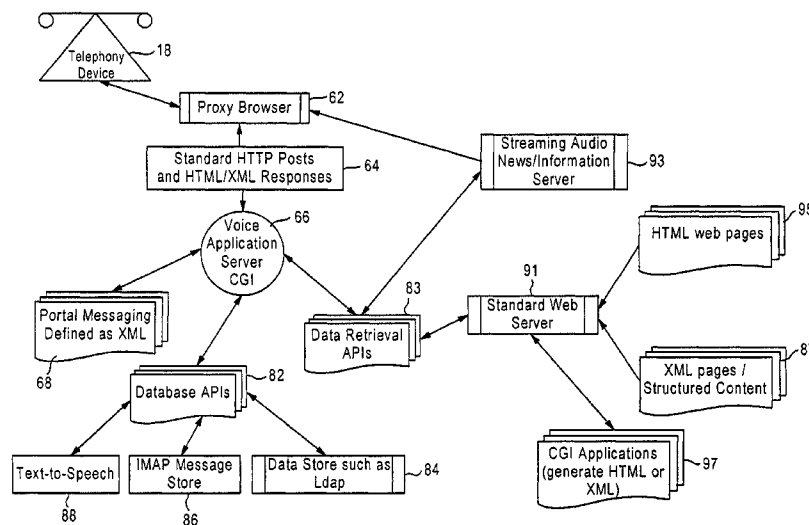 Telephony
Device
18
Proxy Browser
62
Standard HTTP Posts
and HTML/XML Responses
64
Streaming Audio
News/Information
Server
93
66
Voice
Application
Server
CGI
HTML web pages
95
Portal Messaging
Defined as XML
68
83
Data Retrieval
APIs
91
Standard Web
Server
XML pages /
Structured Content
Database APIs
82
CGI Applications
(generate HTML or
XML)
97
Text-to-Speech
88
IMAP Message
Store
86
Data Store such as
Ldap
84